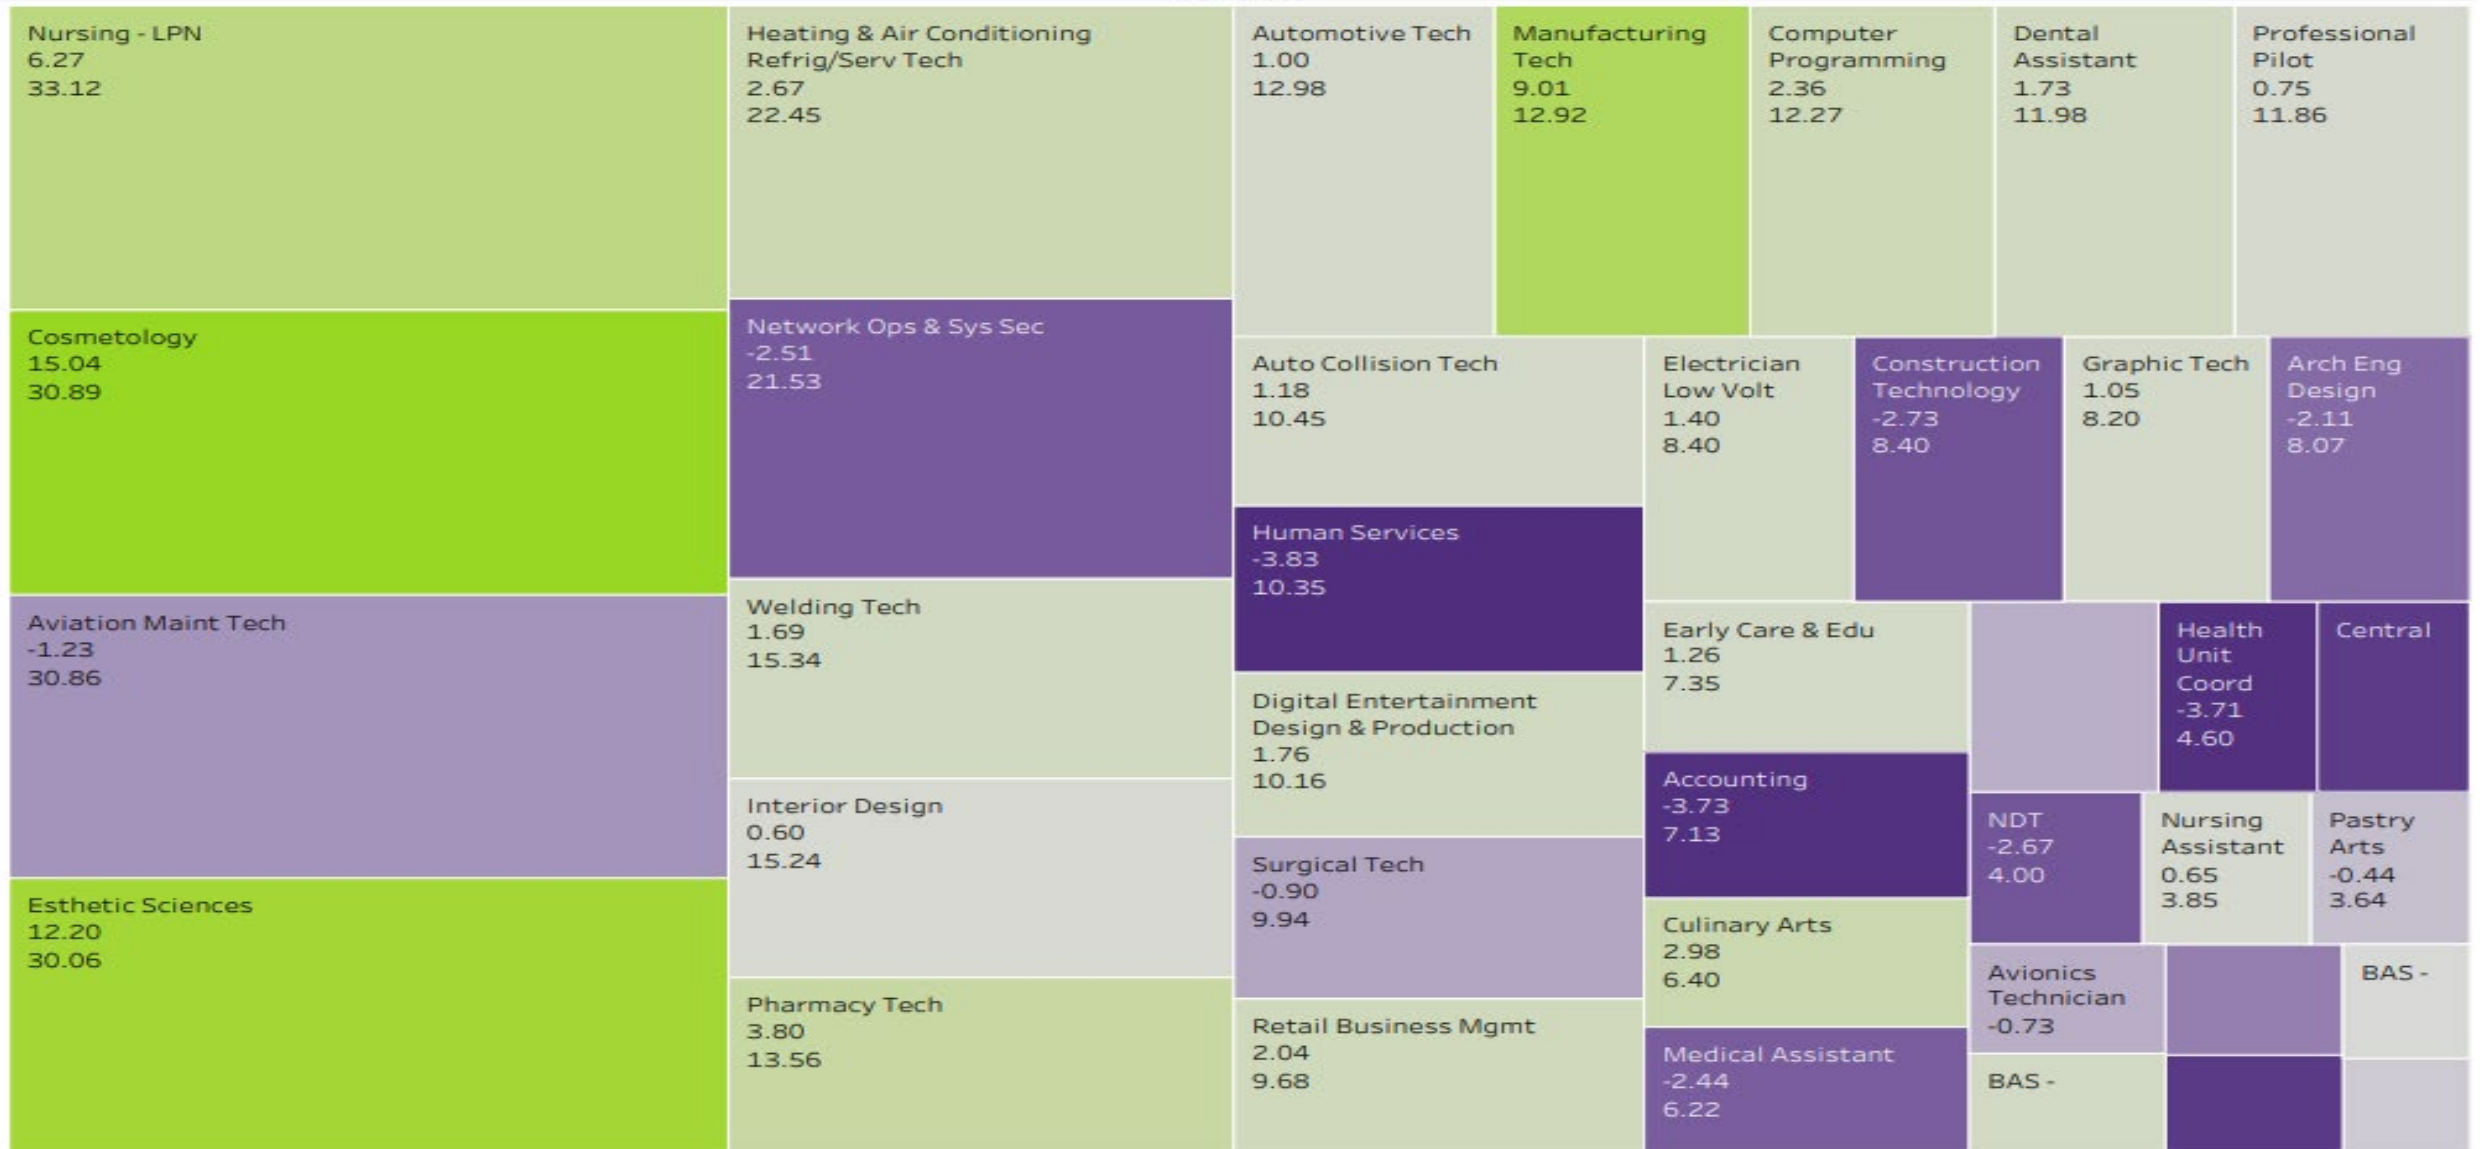 Nursing - LPN
6.27
33.12
Cosmetology
15.04
30.89
Aviation Maint Tech
-1.23
30.86
Esthetic Sciences
12.20
30.06
Heating & Air Conditioning
Refrig/Serv Tech
2.67
22.45
Network Ops & Sys Sec
-2.51
21.53
Welding Tech
1.69
15.34
Interior Design
0.60
15.24
Pharmacy Tech
3.80
13.56
Automotive Tech
1.00
12.98
Manufacturing
Tech
9.01
12.92
Computer
Programming
2.36
12.27
Dental
Assistant
1.73
11.98
Professional
Pilot
0.75
11.86
Auto Collision Tech
1.18
10.45
Human Services
-3.83
10.35
Digital Entertainment
Design & Production
1.76
10.16
Surgical Tech
-0.90
9.94
Retail Business Mgmt
2.04
9.68
Electrician
Low Volt
1.40
8.40
Construction
Technology
-2.73
8.40
Graphic Tech
1.05
8.20
Arch Eng
Design
-2.11
8.07
Early Care & Edu
1.26
7.35
Accounting
-3.73
7.13
Culinary Arts
2.98
6.40
Medical Assistant
-2.44
6.22
Health
Unit
Coord
-3.71
4.60
Central
NDT
-2.67
4.00
Nursing
Assistant
0.65
3.85
Pastry
Arts
-0.44
3.64
Avionics
Technician
-0.73
BAS -
BAS -